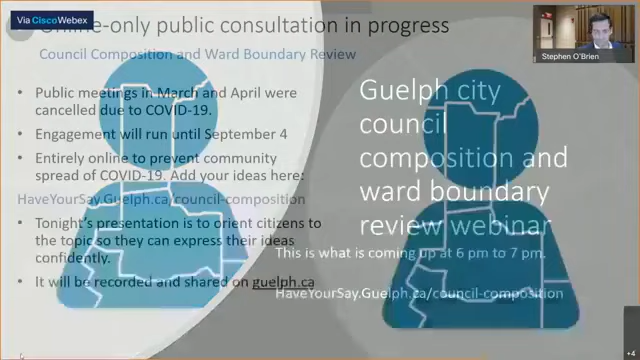 Via CiscoWebex
Online-only public consultation in progress
Council Composition and Ward Boundary Review
• Public meetings in March and April were
cancelled due to COVID-19.
• Engagement will run until September 4
• Entirely online to prevent community
spread of COVID-19. Add your ideas here:
HaveYourSay.Guelph.ca/council-composition
• Tonight's presentation is to orient citizens to
the topic so they can express their ideas
confidently.
• It will be recorded and shared on guelph.ca
Guelph city
council
composition and
ward boundary
review webinar
This is what is coming up at 6 pm to 7 pm.
HaveYourSay.Guelph.ca/council-composition
Stephen O'Brien
+4